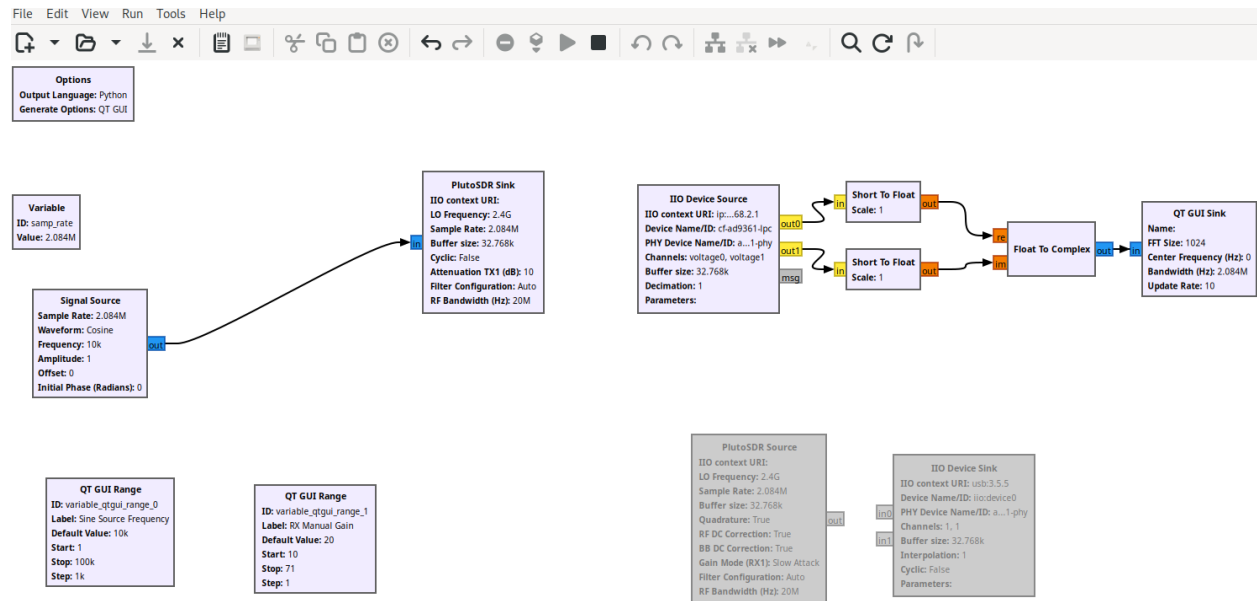 File Edit View Run Tools Help
Options
Output Language: Python
Generate Options: QT GUI
Variable
ID: samp_rate
Value: 2.084M
Signal Source
Sample Rate: 2.084M
Waveform: Cosine
Frequency: 10k
Amplitude: 1
Offset: 0
Initial Phase (Radians): 0
out
PlutoSDR Sink
IIO context URI:
LO Frequency: 2.4G
Sample Rate: 2.084M
Buffer size: 32.768k
Cyclic: False
Attenuation TX1 (dB): 10
Filter Configuration: Auto
RF Bandwidth (Hz): 20M
in
IIO Device Source
IIO context URI: ip:...68.2.1
Device Name/ID: cf-ad9361-lpc
PHY Device Name/ID: a...1-phy
Channels: voltage0, voltage1
Buffer size: 32.768k
Decimation: 1
Parameters:
out0
out1
msg
in
Short To Float
Scale: 1
out
in
Short To Float
Scale: 1
out
re
im
Float To Complex
out
in
QT GUI Sink
Name:
FFT Size: 1024
Center Frequency (Hz): 0
Bandwidth (Hz): 2.084M
Update Rate: 10
QT GUI Range
ID: variable_qtgui_range_0
Label: Sine Source Frequency
Default Value: 10k
Start: 1
Stop: 100k
Step: 1k
QT GUI Range
ID: variable_qtgui_range_1
Label: RX Manual Gain
Default Value: 20
Start: 10
Stop: 71
Step: 1
PlutoSDR Source
IIO context URI:
LO Frequency: 2.4G
Sample Rate: 2.084M
Buffer size: 32.768k
Quadrature: True
RF DC Correction: True
BB DC Correction: True
Gain Mode (RX1): Slow Attack
Filter Configuration: Auto
RF Bandwidth (Hz): 20M
out
in0
in1
IIO Device Sink
IIO context URI: usb:3.5.5
Device Name/ID: iio:device0
PHY Device Name/ID: a...1-phy
Channels: 1, 1
Buffer size: 32.768k
Interpolation: 1
Cyclic: False
Parameters: